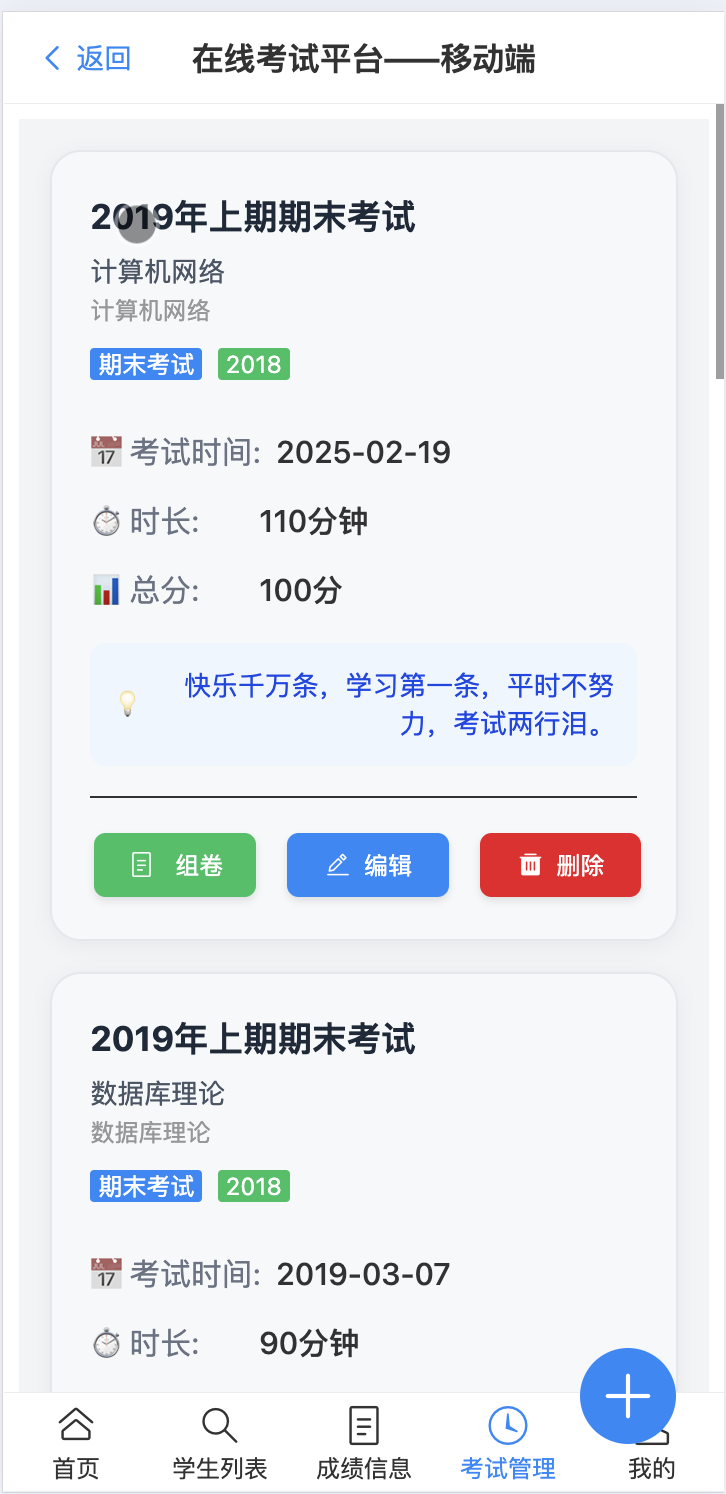 返回
在线考试平台——移动端
2019年上期期末考试
计算机网络
计算机网络
期末考试 2018
17 考试时间: 2025-02-19
时长: 110分钟
总分: 100分
快乐千万条，学习第一条，平时不努
力，考试两行泪。
组卷 编辑 删除
2019年上期期末考试
数据库理论
数据库理论
期末考试 2018
17 考试时间: 2019-03-07
时长: 90分钟
首页 学生列表 成绩信息 考试管理 我的